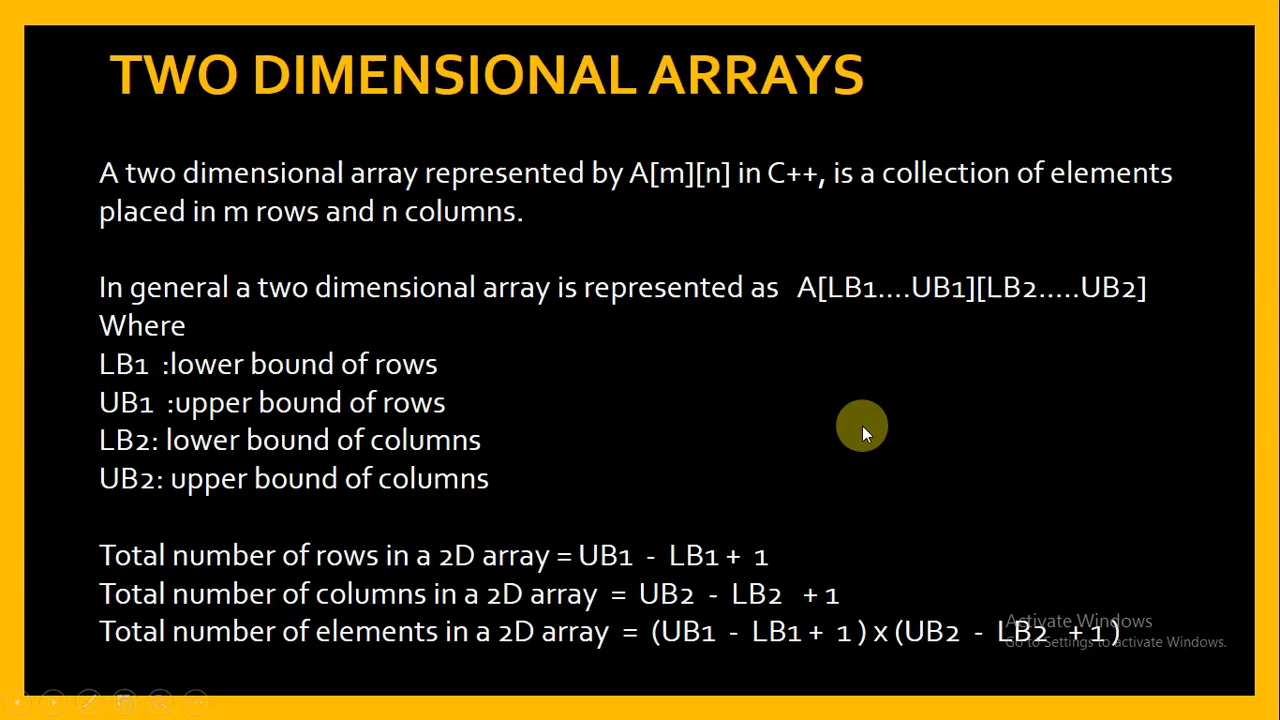 TWO DIMENSIONAL ARRAYS
A two dimensional array represented by A[m][n] in C++, is a collection of elements
placed in m rows and n columns.
In general a two dimensional array is represented as A[LB1....UB1][LB2.....UB2]
Where
LB1 :lower bound of rows
UB1 :upper bound of rows
LB2: lower bound of columns
UB2: upper bound of columns
Total number of rows in a 2D array = UB1 - LB1 + 1
Total number of columns in a 2D array = UB2 - LB2 + 1
Total number of elements in a 2D array = (UB1 - LB1 + 1 ) x (UB2 - LB2 + 1 )
Activate Windows
Go to Settings to activate Windows.